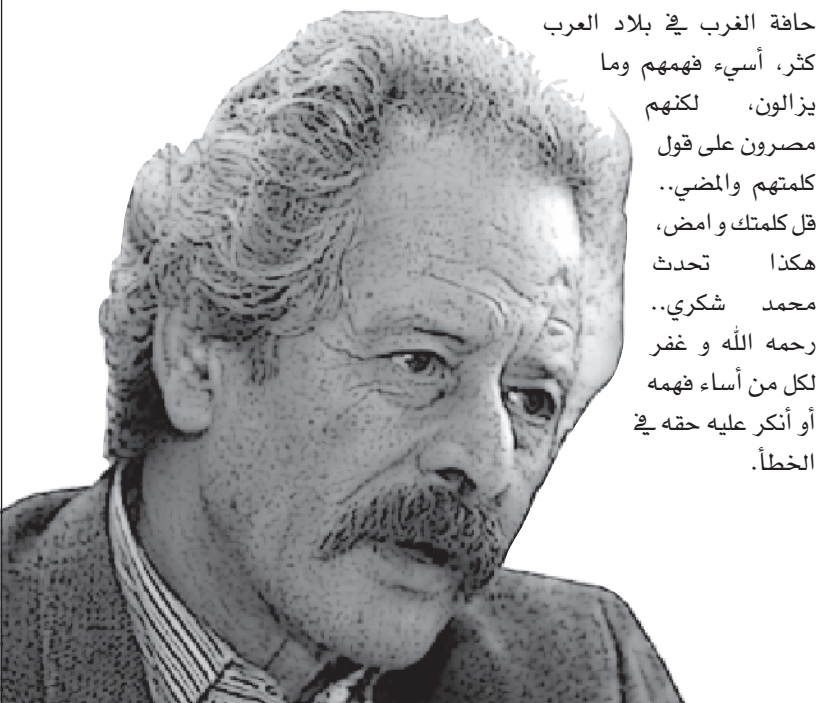 حافة الغرب في بلاد العرب
كثر، أسيء فهمهم وما
يزالون، لكنهم
مصرون على قول
كلمتهم والمضي..
قل كلمتك و امض،
هكذا تحدث
محمد شكري..
رحمه الله و غفر
لكل من أساء فهمه
أو أنكر عليه حقه في
الخطأ.